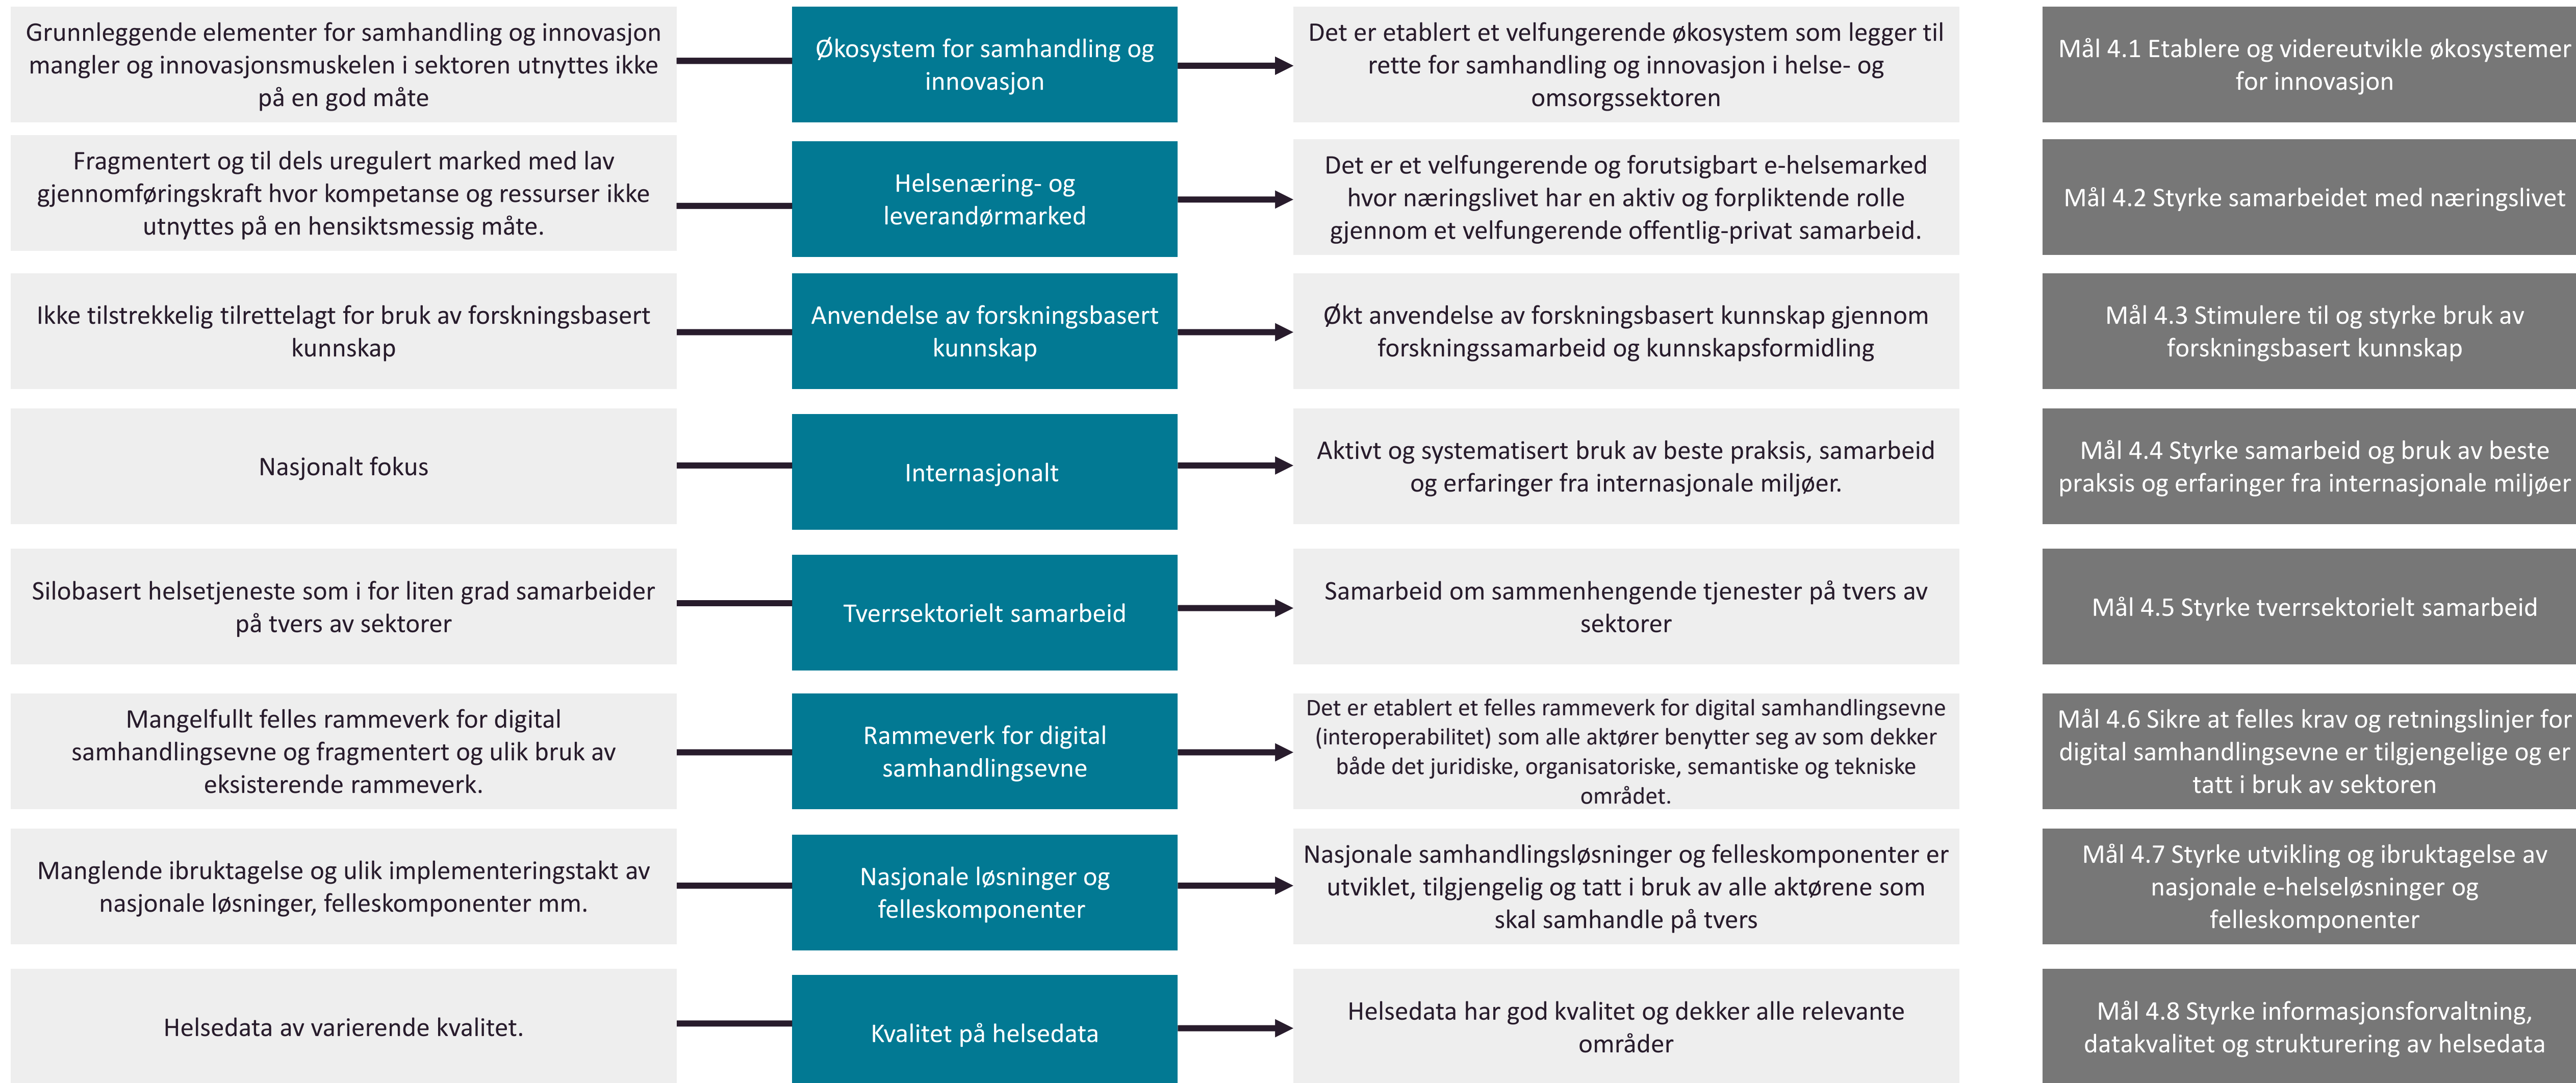 Grunnleggende elementer for samhandling og innovasjon
mangler og innovasjonsmuskelen i sektoren utnyttes ikke
på en god måte
Økosystem for samhandling og
innovasjon
Det er etablert et velfungerende økosystem som legger til
rette for samhandling og innovasjon i helse- og
omsorgssektoren
Mål 4.1 Etablere og videreutvikle økosystemer
for innovasjon
Fragmentert og til dels uregulert marked med lav
gjennomføringskraft hvor kompetanse og ressurser ikke
utnyttes på en hensiktsmessig måte.
Helsenæring- og
leverandørmarked
Det er et velfungerende og forutsigbart e-helsemarked
hvor næringslivet har en aktiv og forpliktende rolle
gjennom et velfungerende offentlig-privat samarbeid.
Mål 4.2 Styrke samarbeidet med næringslivet
Ikke tilstrekkelig tilrettelagt for bruk av forskningsbasert
kunnskap
Anvendelse av forskningsbasert
kunnskap
Økt anvendelse av forskningsbasert kunnskap gjennom
forskningssamarbeid og kunnskapsformidling
Mål 4.3 Stimulere til og styrke bruk av
forskningsbasert kunnskap
Nasjonalt fokus
Internasjonalt
Aktivt og systematisert bruk av beste praksis, samarbeid
og erfaringer fra internasjonale miljøer.
Mål 4.4 Styrke samarbeid og bruk av beste
praksis og erfaringer fra internasjonale miljøer
Silobasert helsetjeneste som i for liten grad samarbeider
på tvers av sektorer
Tverrsektorielt samarbeid
Samarbeid om sammenhengende tjenester på tvers av
sektorer
Mål 4.5 Styrke tverrsektorielt samarbeid
Mangelfullt felles rammeverk for digital
samhandlingsevne og fragmentert og ulik bruk av
eksisterende rammeverk.
Rammeverk for digital
samhandlingsevne
Det er etablert et felles rammeverk for digital samhandlingsevne
(interoperabilitet) som alle aktører benytter seg av som dekker
både det juridiske, organisatoriske, semantiske og tekniske
området.
Mål 4.6 Sikre at felles krav og retningslinjer for
digital samhandlingsevne er tilgjengelige og er
tatt i bruk av sektoren
Manglende ibruktagelse og ulik implementeringstakt av
nasjonale løsninger, felleskomponenter mm.
Nasjonale løsninger og
felleskomponenter
Nasjonale samhandlingsløsninger og felleskomponenter er
utviklet, tilgjengelig og tatt i bruk av alle aktørene som
skal samhandle på tvers
Mål 4.7 Styrke utvikling og ibruktagelse av
nasjonale e-helseløsninger og
felleskomponenter
Helsedata av varierende kvalitet.
Kvalitet på helsedata
Helsedata har god kvalitet og dekker alle relevante
områder
Mål 4.8 Styrke informasjonsforvaltning,
datakvalitet og strukturering av helsedata